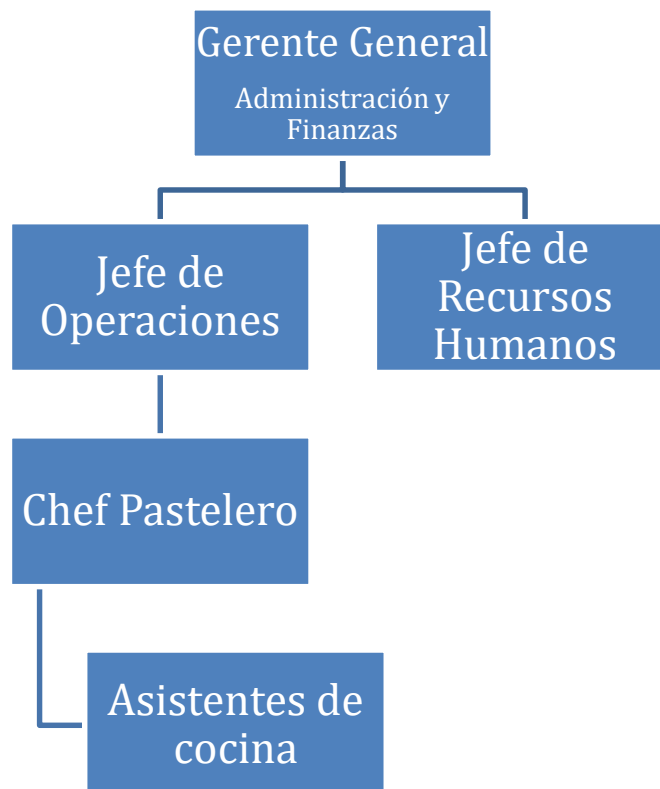 Gerente General
Administración y
Finanzas
Jefe de
Operaciones
Jefe de
Recursos
Humanos
Chef Pastelero
Asistentes de
cocina